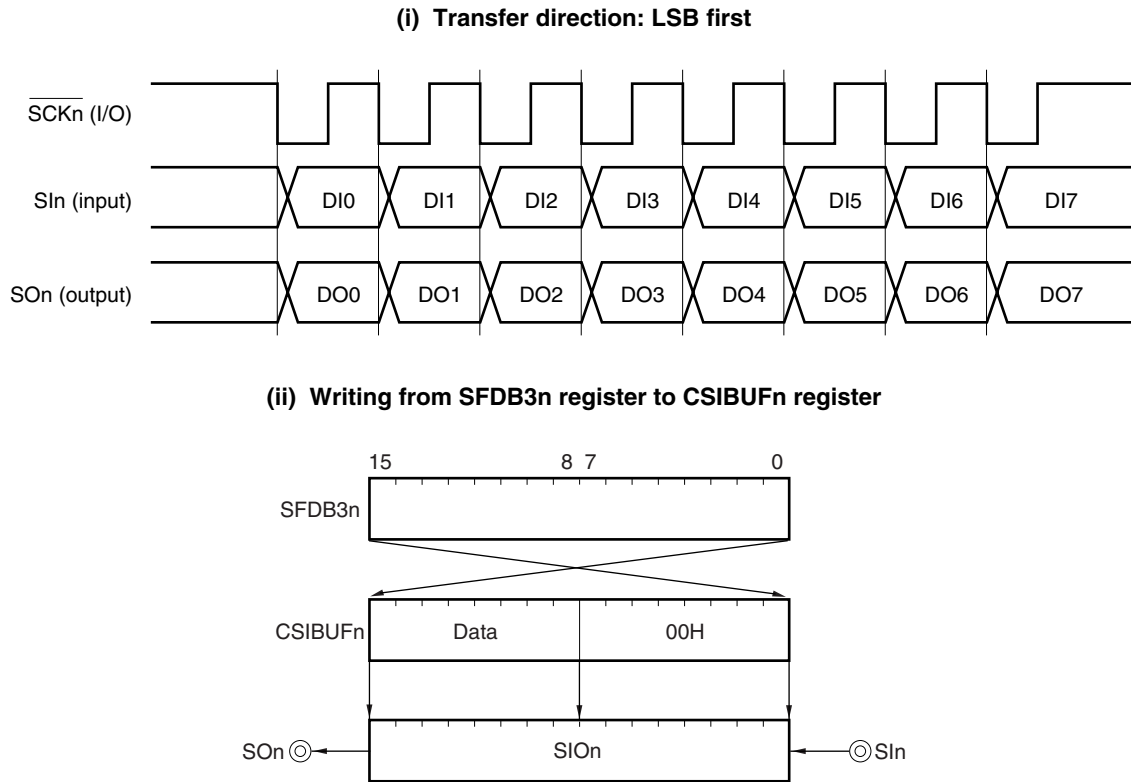 (i) Transfer direction: LSB first
SCKn (I/O)
SIn (input) DI0 DI1 DI2 DI3 DI4 DI5 DI6 DI7
SOn (output) DO0 DO1 DO2 DO3 DO4 DO5 DO6 DO7
(ii) Writing from SFDB3n register to CSIBUFn register
15 8 7 0
SFDB3n
CSIBUFn Data 00H
SOn SIOn SIn